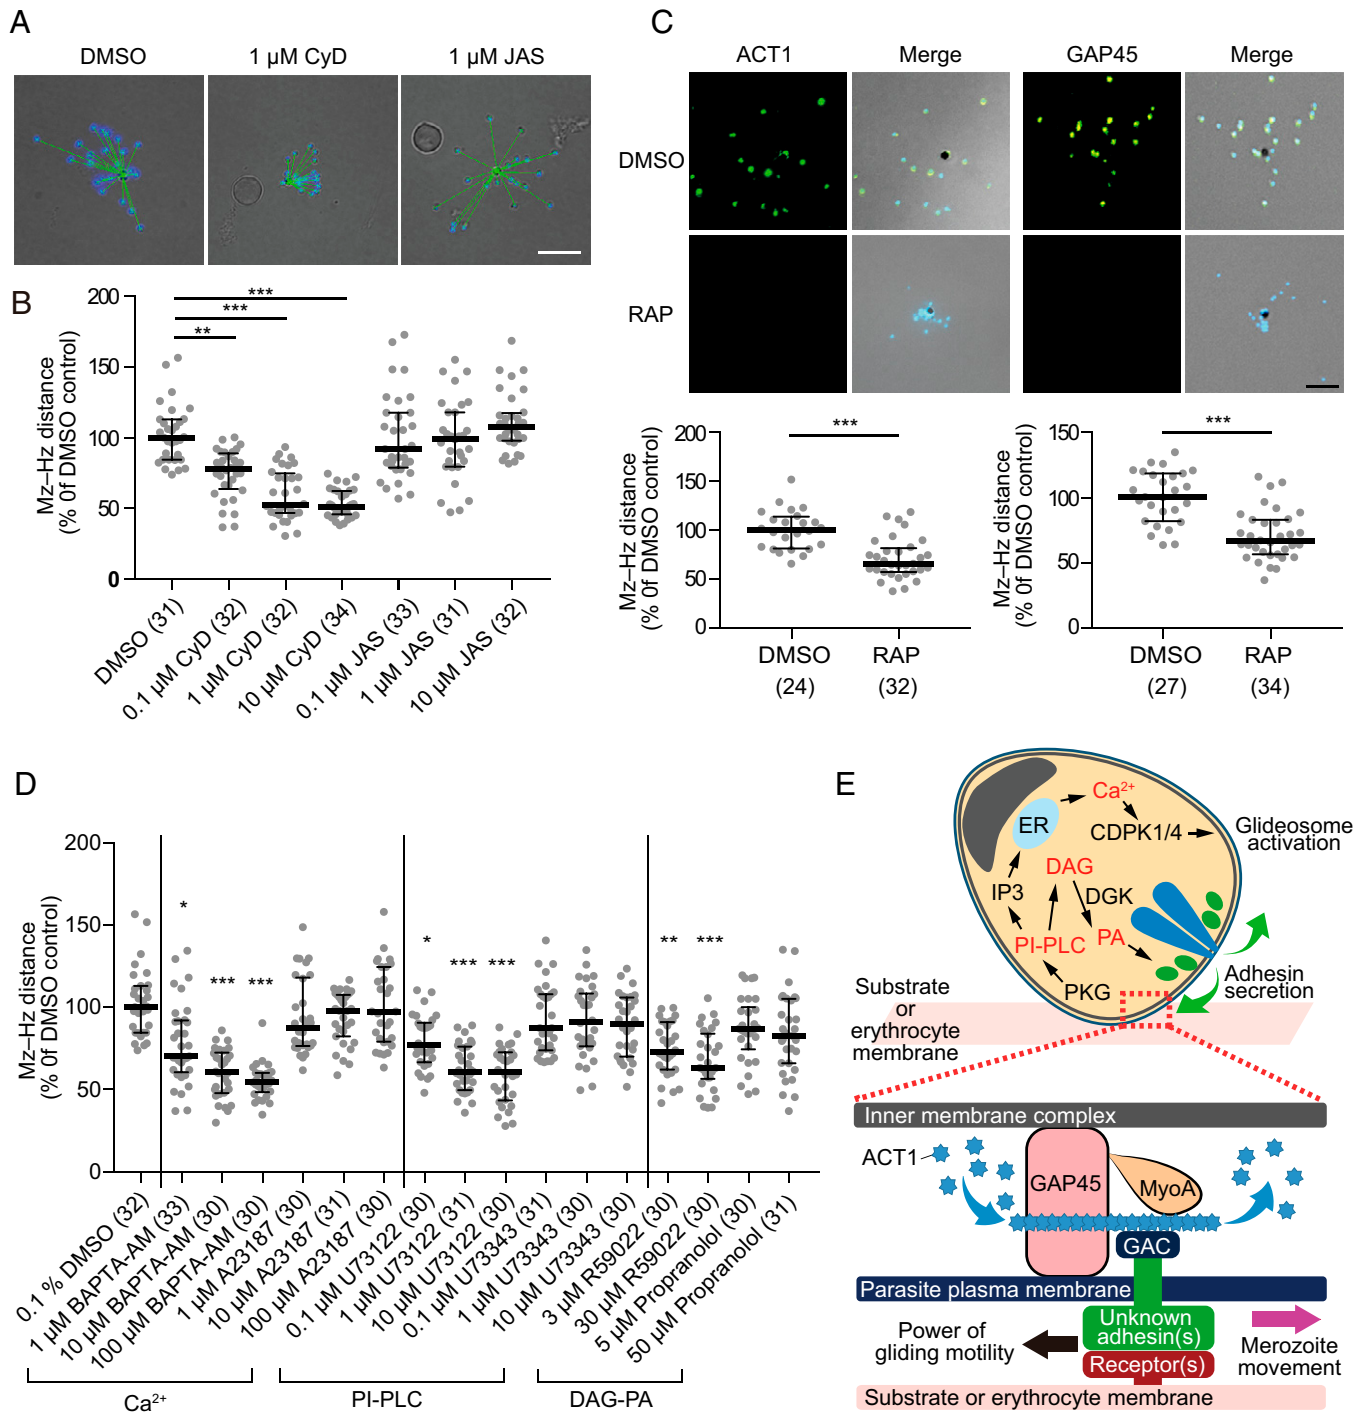 A
DMSO
1 µM CyD
1 µM JAS
B
Mz–Hz distance
(% 0f DMSO control)
200
150
100
50
0
***
***
**
DMSO (31)
0.1 µM CyD (32)
1 µM CyD (32)
10 µM CyD (34)
0.1 µM JAS (33)
1 µM JAS (31)
10 µM JAS (32)
C
ACT1
Merge
GAP45
Merge
DMSO
RAP
Mz–Hz distance
(% 0f DMSO control)
200
150
100
50
0
***
DMSO
(24)
RAP
(32)
Mz–Hz distance
(% 0f DMSO control)
150
100
50
0
***
DMSO
(27)
RAP
(34)
D
Mz–Hz distance
(% 0f DMSO control)
200
150
100
50
0
*
***
***
*
***
***
**
***
0.1 % DMSO (32)
1 µM BAPTA-AM (33)
10 µM BAPTA-AM (30)
100 µM BAPTA-AM (30)
1 µM A23187 (30)
10 µM A23187 (31)
100 µM A23187 (30)
0.1 µM U73122 (30)
1 µM U73122 (31)
10 µM U73122 (30)
0.1 µM U73343 (31)
1 µM U73343 (30)
10 µM U73343 (30)
3 µM R59022 (30)
30 µM R59022 (30)
5 µM Propranolol (30)
50 µM Propranolol (31)
Ca²⁺
PI-PLC
DAG-PA
E
Ca²⁺
ER
CDPK1/4
Glideosome
activation
DAG
IP3
DGK
PI-PLC
PA
PKG
Adhesin
secretion
Substrate
or
erythrocyte
membrane
Inner membrane complex
ACT1
GAP45
MyoA
GAC
Parasite plasma membrane
Unknown
adhesin(s)
Receptor(s)
Power of
gliding motility
Merozoite
movement
Substrate or erythrocyte membrane